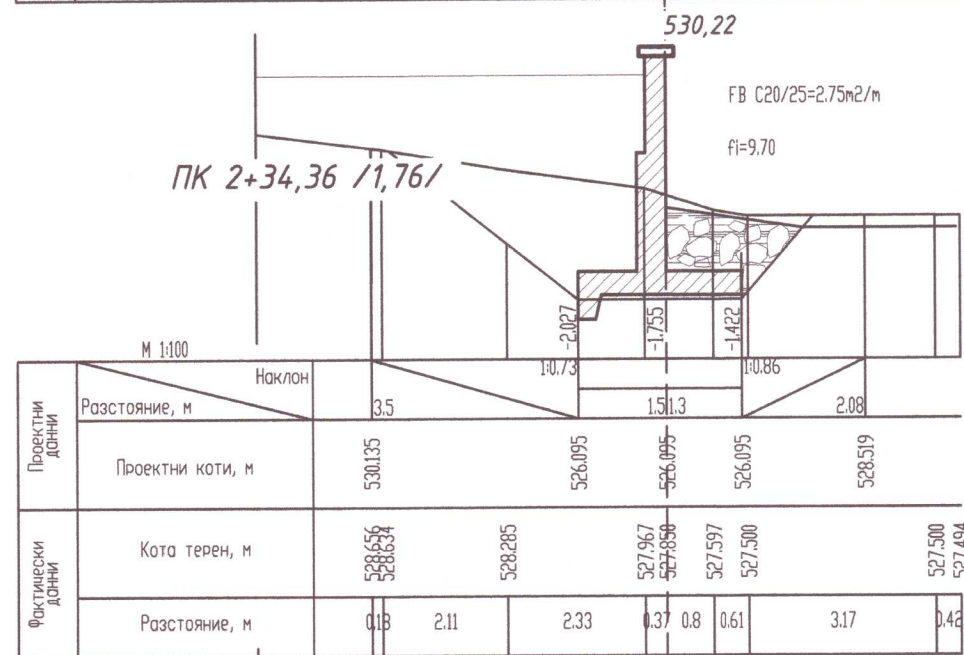 530,22
FB C20/25=2.75m2/m
fi=9.70
ПК 2+34,36 /1,76/
-2.027
-1.755
-1.422
М 1:100
Проектни данни
Наклон
1:0.73
1:0.86
Разстояние, м
3.5
1.5
1.3
2.08
Проектни коти, м
530.135
526.095
526.095
526.095
528.519
Фактически данни
Кота терен, м
528.656
528.634
528.285
527.967
527.850
527.597
527.500
527.500
527.494
Разстояние, м
0.13
2.11
2.33
0.37
0.8
0.61
3.17
0.42